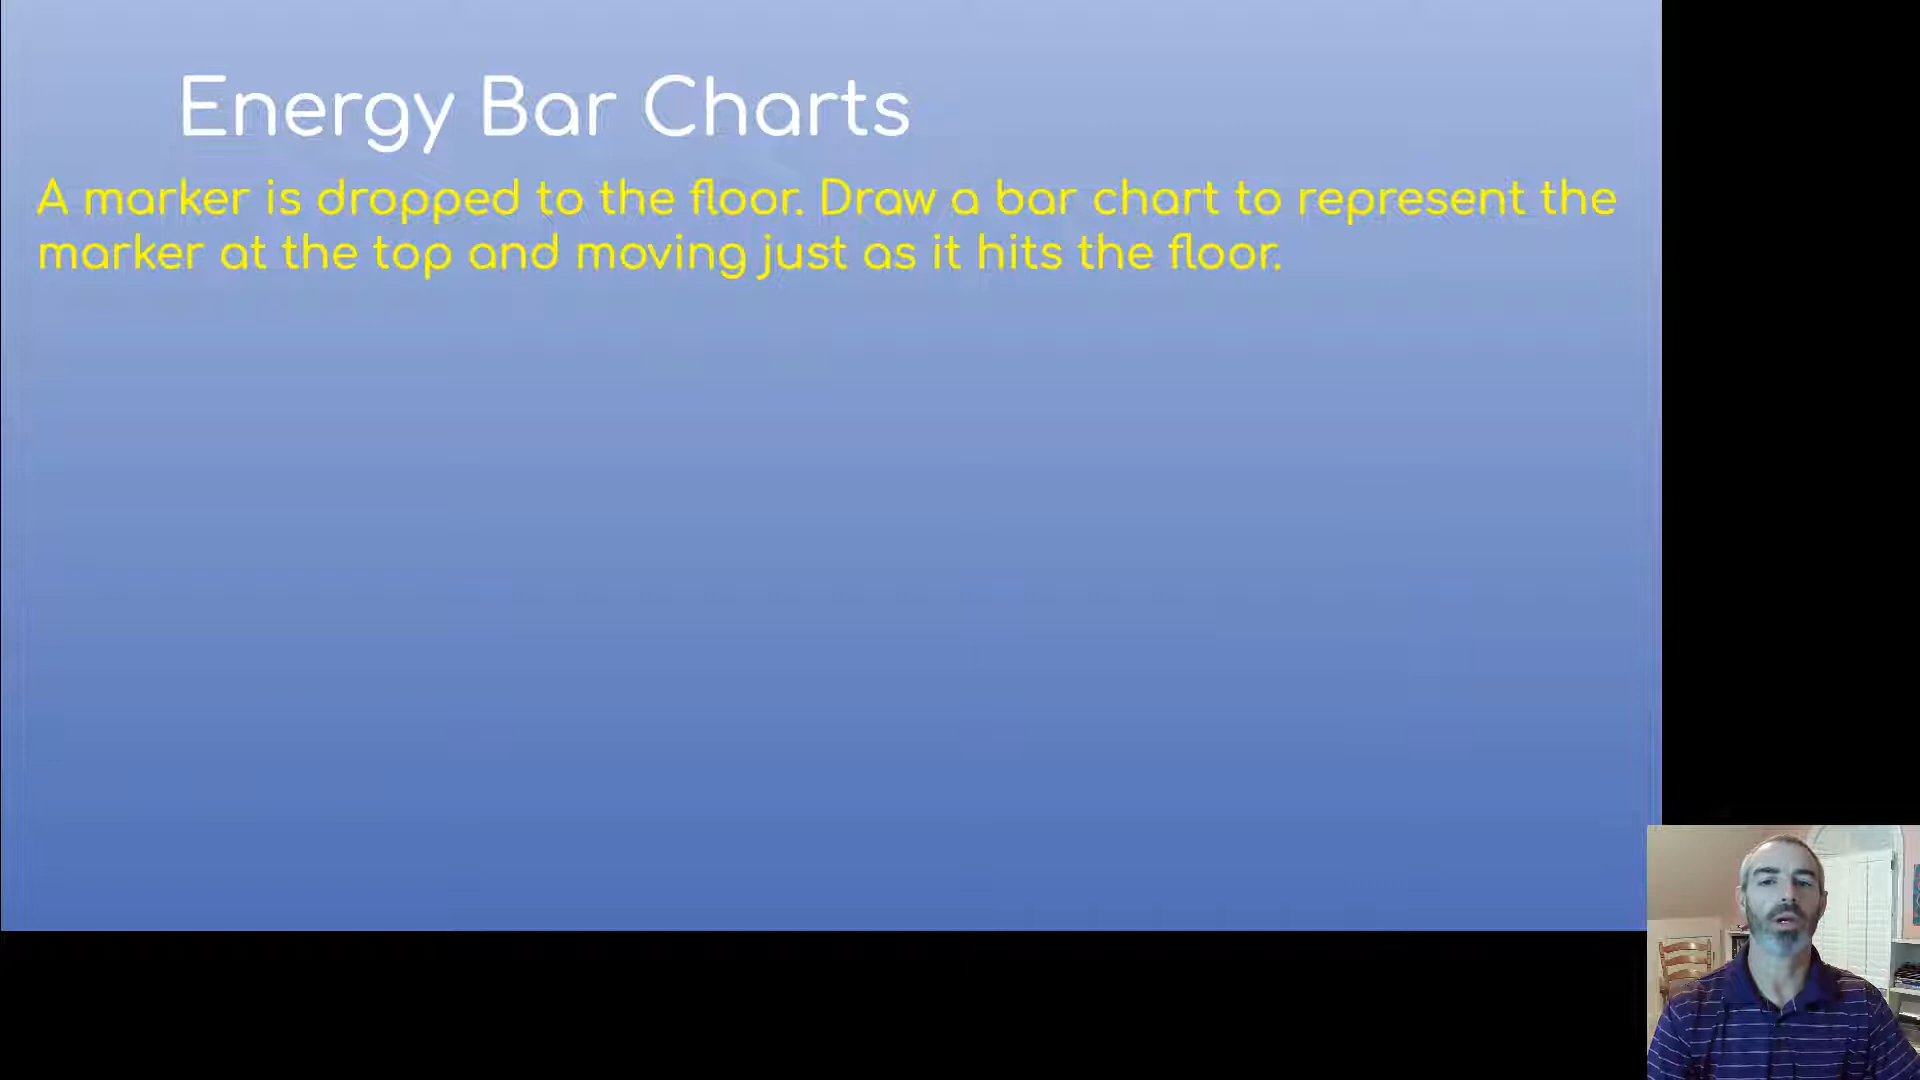 Energy Bar Charts
A marker is dropped to the floor. Draw a bar chart to represent the
marker at the top and moving just as it hits the floor.